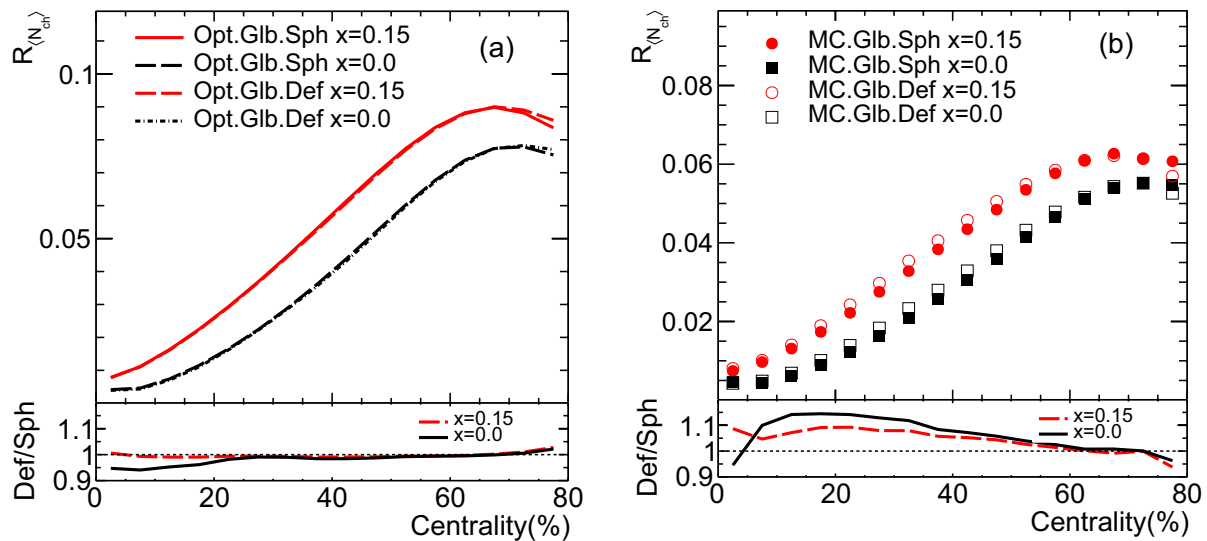 R⟨N_ch⟩
(a)
Opt.Glb.Sph x=0.15
Opt.Glb.Sph x=0.0
Opt.Glb.Def x=0.15
Opt.Glb.Def x=0.0
0.1
0.05
Def/Sph
1.1
1
0.9
x=0.15
x=0.0
0 20 40 60 80
Centrality(%)
R⟨N_ch⟩
(b)
MC.Glb.Sph x=0.15
MC.Glb.Sph x=0.0
MC.Glb.Def x=0.15
MC.Glb.Def x=0.0
0.08
0.06
0.04
0.02
Def/Sph
1.1
1
0.9
x=0.15
x=0.0
0 20 40 60 80
Centrality(%)